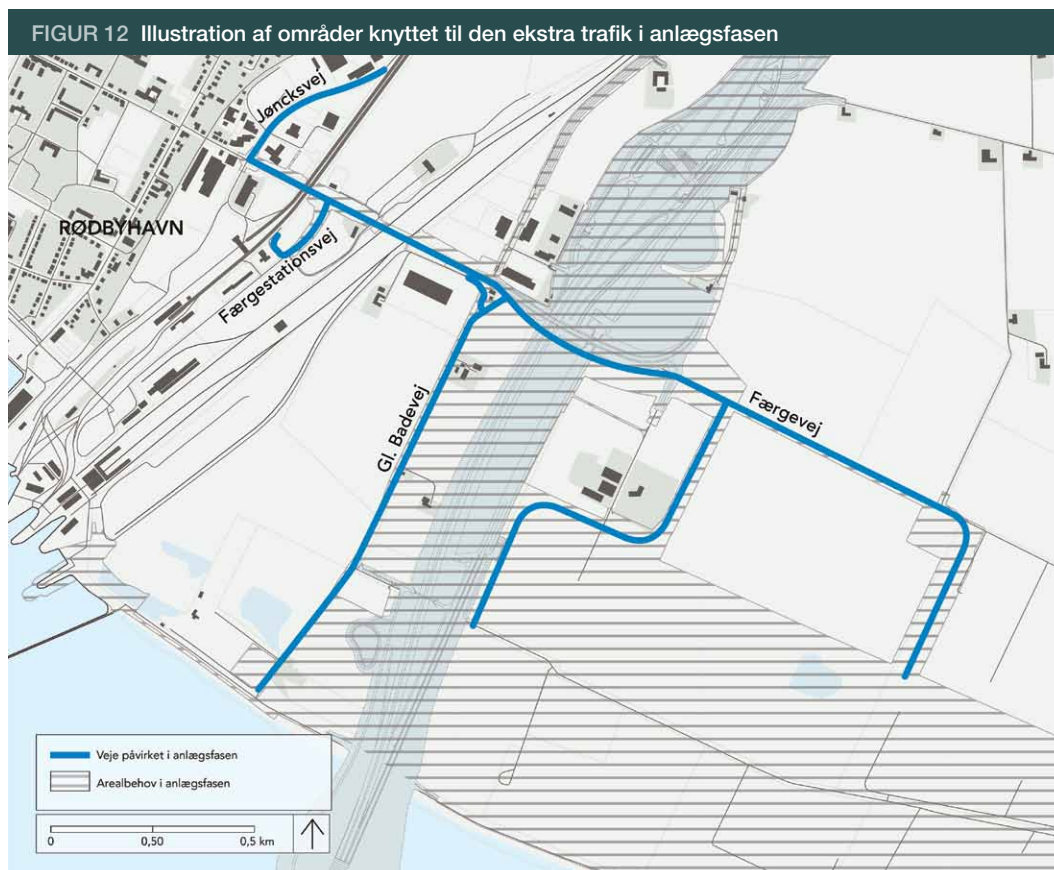 FIGUR 12 Illustration af områder knyttet til den ekstra trafik i anlægsfasen
Jøncksvej
RØDBYHAVN
Færgestationsvej
Gl. Badevej
Færgevej
Veje påvirket i anlægsfasen
Arealbehov i anlægsfasen
0 0,50 0,5 km